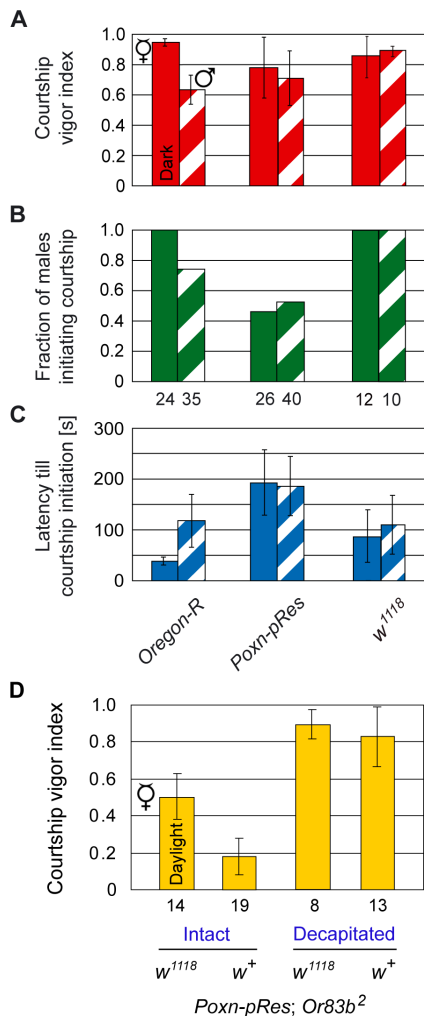 A
Courtship
vigor index
1.0
0.8
0.6
0.4
0.2
0
☿
♂
Dark
B
Fraction of males
initiating courtship
1.0
0.8
0.6
0.4
0.2
0
24 35 26 40 12 10
C
Latency till
courtship initiation [s]
300
200
100
0
Oregon-R
Poxn-pRes
w¹¹¹⁸
D
Courtship vigor index
1.0
0.8
0.6
0.4
0.2
0
☿
Daylight
14 19 8 13
Intact Decapitated
w¹¹¹⁸ w⁺ w¹¹¹⁸ w⁺
Poxn-pRes; Or83b²